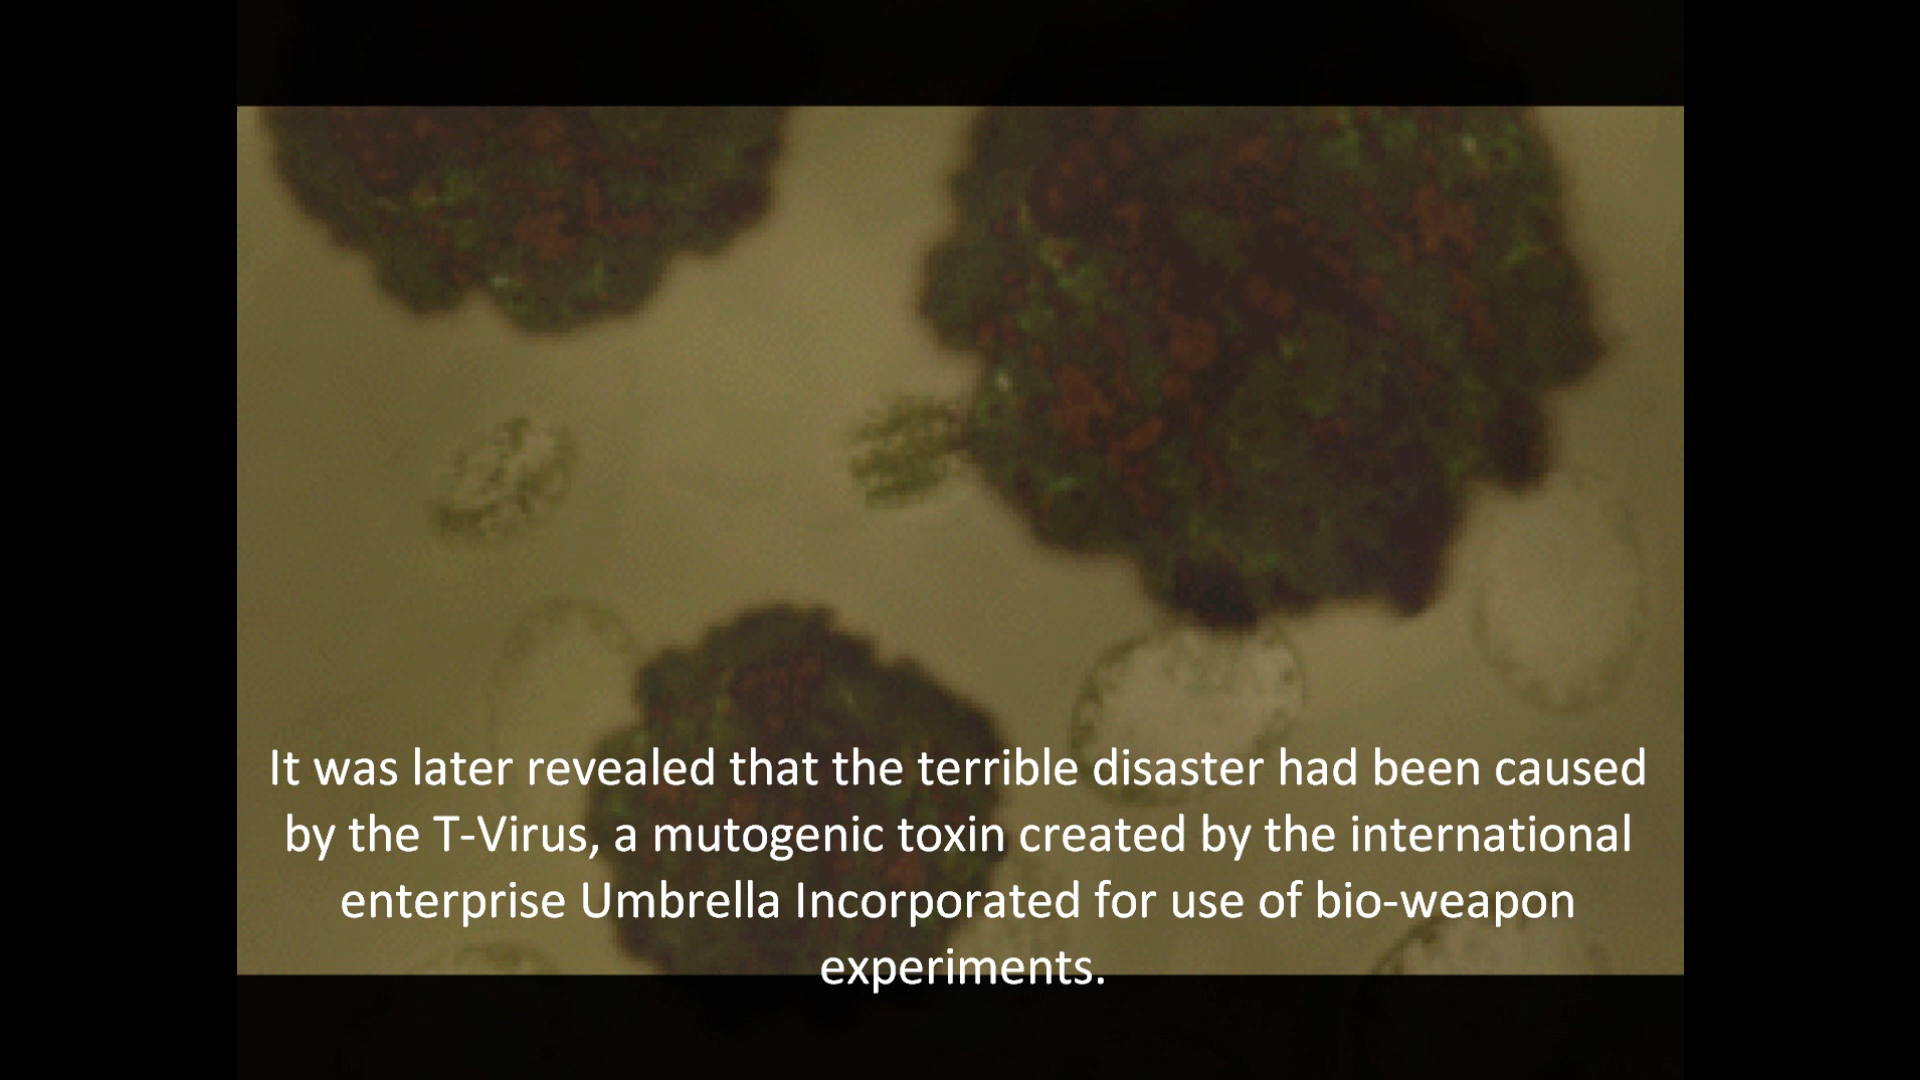 It was later revealed that the terrible disaster had been caused
by the T-Virus, a mutogenic toxin created by the international
enterprise Umbrella Incorporated for use of bio-weapon
experiments.